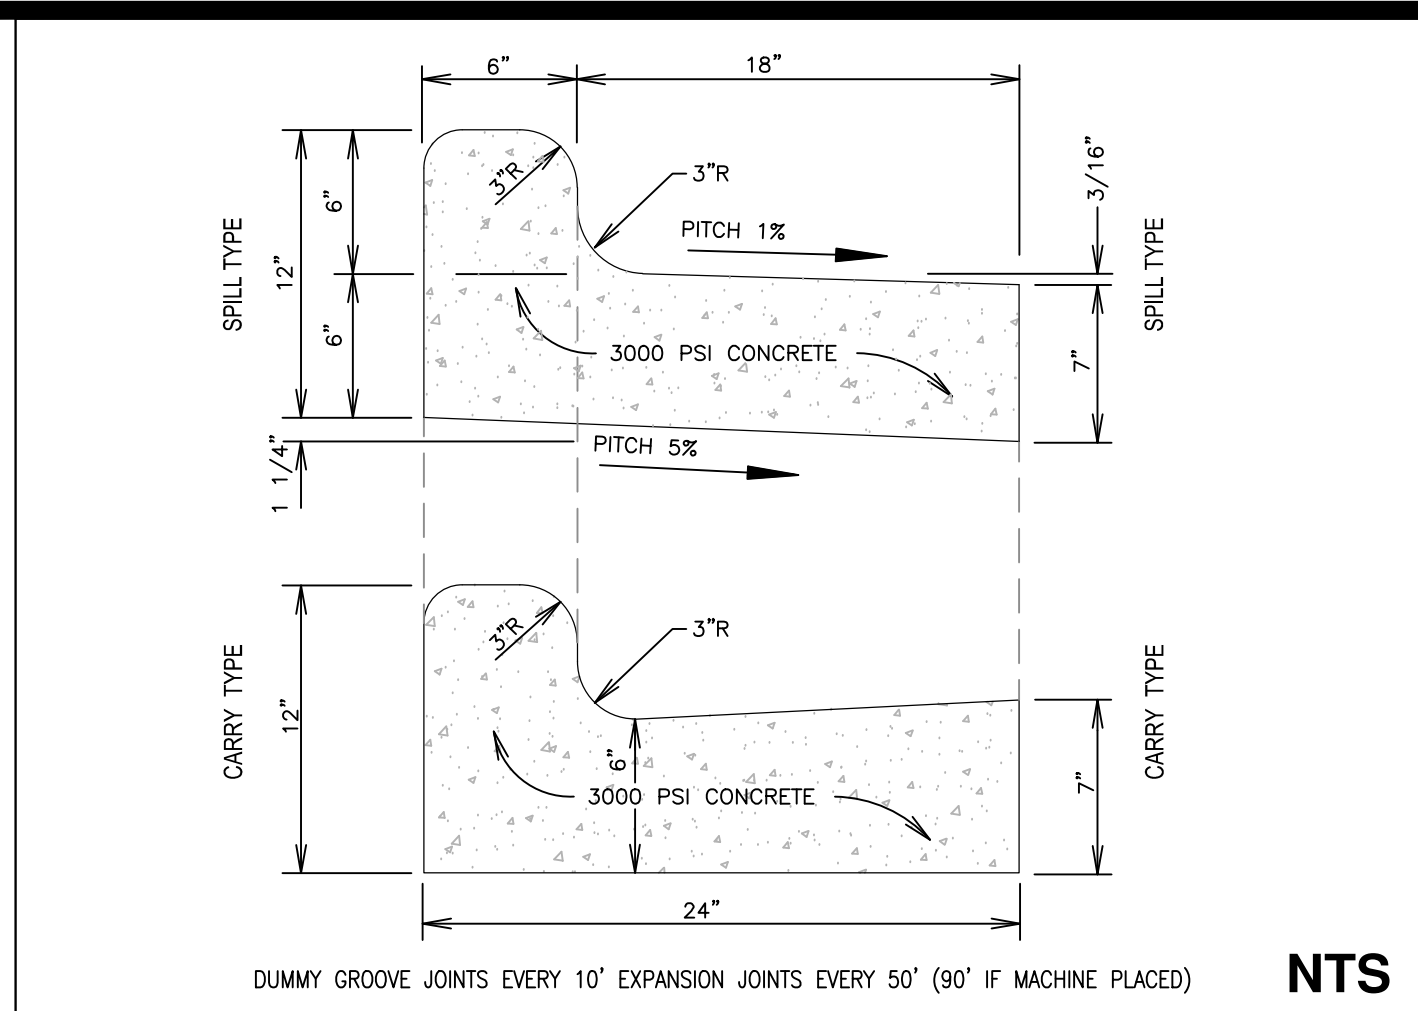 6" 18"
3/16"
3"R
3"R
6"
PITCH 1%
SPILL TYPE
12"
SPILL TYPE
6"
3000 PSI CONCRETE
7"
1 1/4"
PITCH 5%
3"R
3"R
CARRY TYPE
12"
6"
CARRY TYPE
7"
3000 PSI CONCRETE
24"
DUMMY GROOVE JOINTS EVERY 10' EXPANSION JOINTS EVERY 50' (90' IF MACHINE PLACED)
NTS